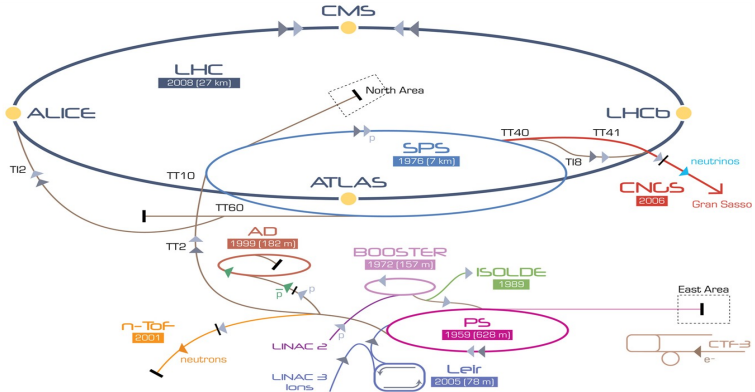 CMS
LHC
2008 (27 km)
North Area
ALICE
LHCb
TT40
TT41
SPS
1976 (7 km)
TI8
TI2
TT10
ATLAS
neutrinos
CNGS
2006
Gran Sasso
TT60
p
AD
1999 (182 m)
TT2
BOOSTER
1972 (157 m)
ISOLDE
1989
East Area
p̅
p
n-ToF
2001
p
PS
1959 (628 m)
neutrons
LINAC 2
CTF-3
e-
LINAC 3
Ions
Leir
2005 (78 m)